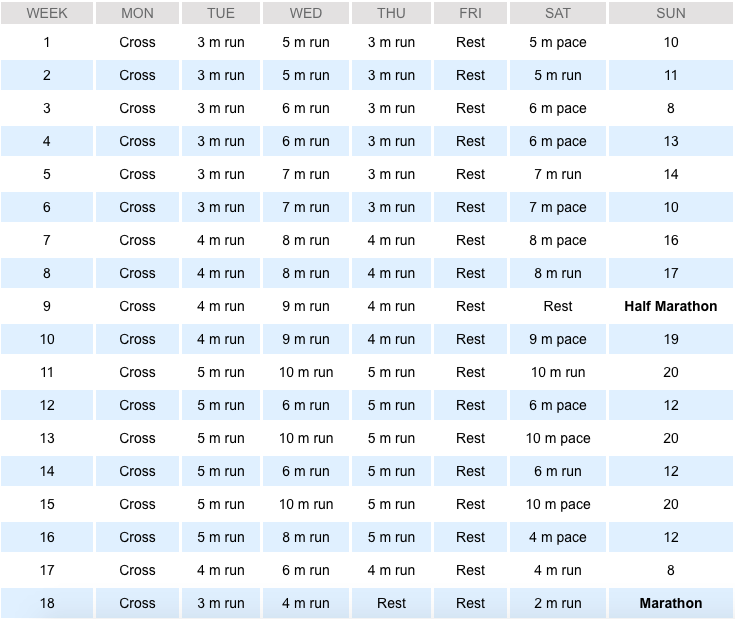 WEEK MON TUE WED THU FRI SAT SUN
1 Cross 3 m run 5 m run 3 m run Rest 5 m pace 10
2 Cross 3 m run 5 m run 3 m run Rest 5 m run 11
3 Cross 3 m run 6 m run 3 m run Rest 6 m pace 8
4 Cross 3 m run 6 m run 3 m run Rest 6 m pace 13
5 Cross 3 m run 7 m run 3 m run Rest 7 m run 14
6 Cross 3 m run 7 m run 3 m run Rest 7 m pace 10
7 Cross 4 m run 8 m run 4 m run Rest 8 m pace 16
8 Cross 4 m run 8 m run 4 m run Rest 8 m run 17
9 Cross 4 m run 9 m run 4 m run Rest Rest Half Marathon
10 Cross 4 m run 9 m run 4 m run Rest 9 m pace 19
11 Cross 5 m run 10 m run 5 m run Rest 10 m run 20
12 Cross 5 m run 6 m run 5 m run Rest 6 m pace 12
13 Cross 5 m run 10 m run 5 m run Rest 10 m pace 20
14 Cross 5 m run 6 m run 5 m run Rest 6 m run 12
15 Cross 5 m run 10 m run 5 m run Rest 10 m pace 20
16 Cross 5 m run 8 m run 5 m run Rest 4 m pace 12
17 Cross 4 m run 6 m run 4 m run Rest 4 m run 8
18 Cross 3 m run 4 m run Rest Rest 2 m run Marathon